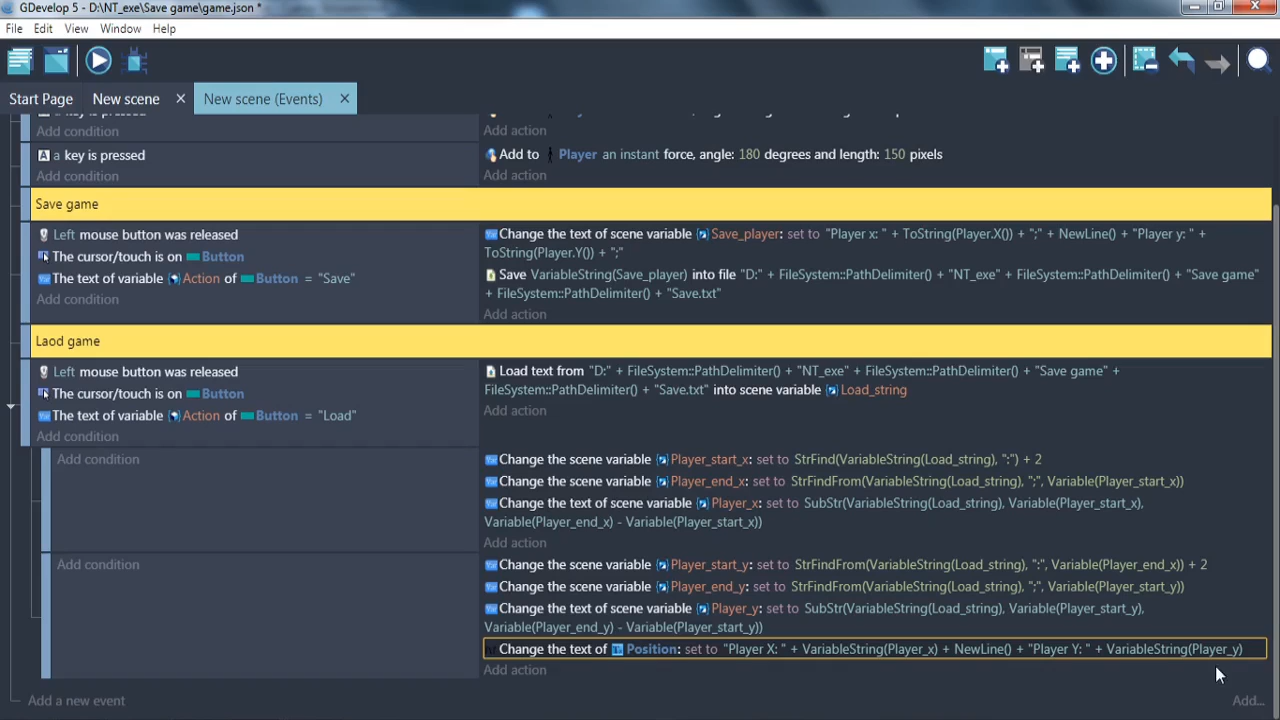 GDevelop 5 - D:\NT_exe\Save game\game.json *
File Edit View Window Help
Start Page New scene × New scene (Events) ×
Add condition
Add action
A a key is pressed
Add to Player an instant force, angle: 180 degrees and length: 150 pixels
Add condition
Add action
Save game
Left mouse button was released
Change the text of scene variable Save_player: set to "Player x: " + ToString(Player.X()) + ";" + NewLine() + "Player y: " +
The cursor/touch is on Button
ToString(Player.Y()) + ";"
The text of variable Action of Button = "Save"
Save VariableString(Save_player) into file "D:" + FileSystem::PathDelimiter() + "NT_exe" + FileSystem::PathDelimiter() + "Save game"
Add condition
+ FileSystem::PathDelimiter() + "Save.txt"
Add action
Laod game
Left mouse button was released
Load text from "D:" + FileSystem::PathDelimiter() + "NT_exe" + FileSystem::PathDelimiter() + "Save game" +
The cursor/touch is on Button
FileSystem::PathDelimiter() + "Save.txt" into scene variable Load_string
The text of variable Action of Button = "Load"
Add action
Add condition
Add condition
Change the scene variable Player_start_x: set to StrFind(VariableString(Load_string), ":") + 2
Change the scene variable Player_end_x: set to StrFindFrom(VariableString(Load_string), ";", Variable(Player_start_x))
Change the text of scene variable Player_x: set to SubStr(VariableString(Load_string), Variable(Player_start_x),
Variable(Player_end_x) - Variable(Player_start_x))
Add action
Add condition
Change the scene variable Player_start_y: set to StrFindFrom(VariableString(Load_string), ":", Variable(Player_end_x)) + 2
Change the scene variable Player_end_y: set to StrFindFrom(VariableString(Load_string), ";", Variable(Player_start_y))
Change the text of scene variable Player_y: set to SubStr(VariableString(Load_string), Variable(Player_start_y),
Variable(Player_end_y) - Variable(Player_start_y))
Change the text of Position: set to "Player X: " + VariableString(Player_x) + NewLine() + "Player Y: " + VariableString(Player_y)
Add action
Add a new event
Add...